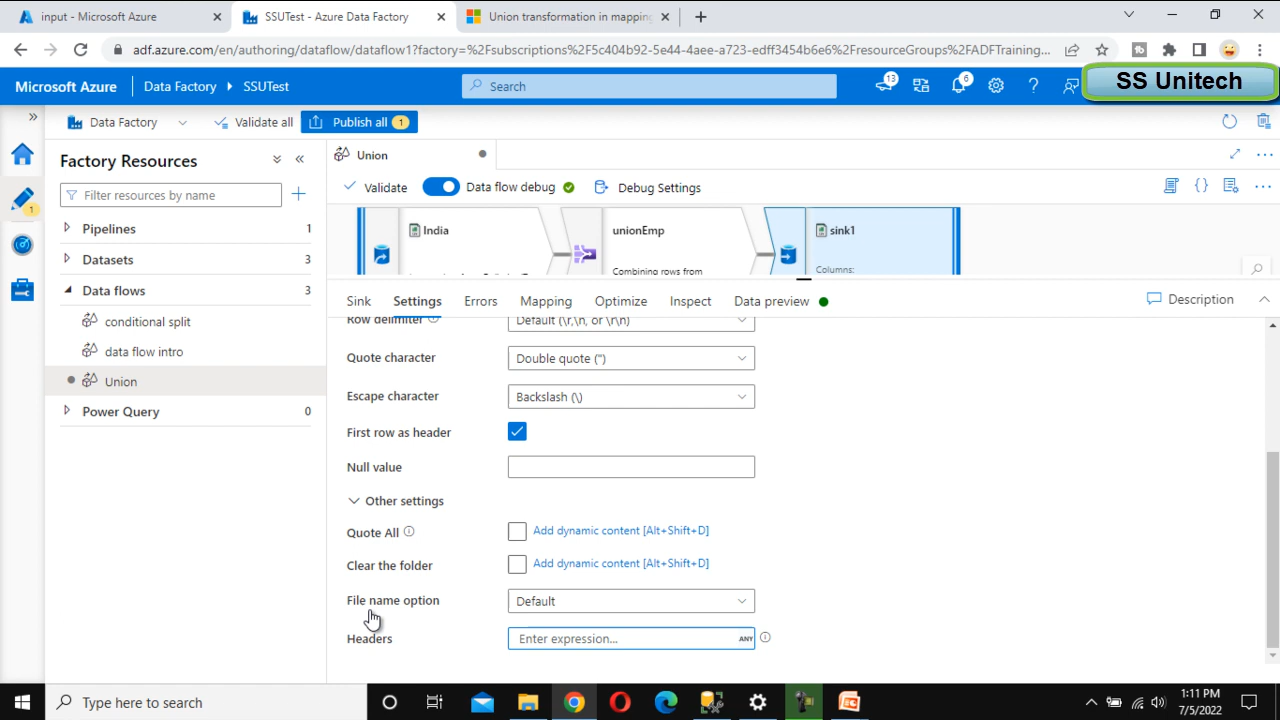 input - Microsoft Azure
SSUTest - Azure Data Factory
Union transformation in mapping
adf.azure.com/en/authoring/dataflow/dataflow1?factory=%2Fsubscriptions%2F5c404b92-5e44-4aee-a723-edff3454b6e6%2FresourceGroups%2FADFTraining...
Microsoft Azure
Data Factory
SSUTest
Search
13
6
SS Unitech
Data Factory
Validate all
Publish all
1
Factory Resources
Union
Filter resources by name
Validate
Data flow debug
Debug Settings
Pipelines
1
India
unionEmp
sink1
Datasets
3
Combining rows from
Columns:
Data flows
3
Sink
Settings
Errors
Mapping
Optimize
Inspect
Data preview
Description
conditional split
Row delimiter
Default (\r,\n, or \r\n)
data flow intro
Quote character
Double quote (")
Union
Escape character
Backslash (\)
Power Query
0
First row as header
Null value
Other settings
Quote All
Add dynamic content [Alt+Shift+D]
Clear the folder
Add dynamic content [Alt+Shift+D]
File name option
Default
Headers
Enter expression...
ANY
Type here to search
1:11 PM
7/5/2022